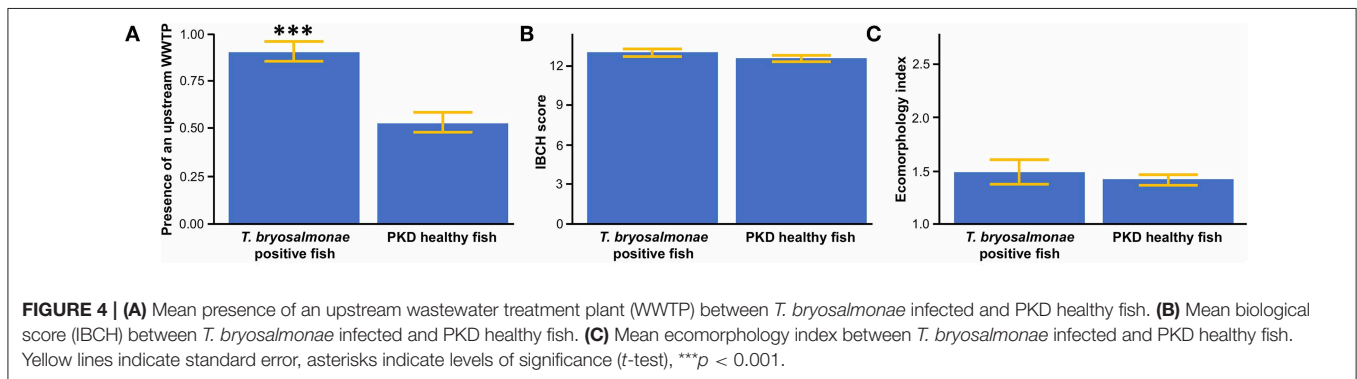 A
***
Presence of an upstream WWTP
1.00
0.75
0.50
0.25
0.00
T. bryosalmonae
positive fish
PKD healthy fish
B
IBCH score
12
9
6
3
0
T. bryosalmonae
positive fish
PKD healthy fish
C
Ecomorphology index
2.5
2.0
1.5
1.0
T. bryosalmonae
positive fish
PKD healthy fish
FIGURE 4 | (A) Mean presence of an upstream wastewater treatment plant (WWTP) between T. bryosalmonae infected and PKD healthy fish. (B) Mean biological
score (IBCH) between T. bryosalmonae infected and PKD healthy fish. (C) Mean ecomorphology index between T. bryosalmonae infected and PKD healthy fish.
Yellow lines indicate standard error, asterisks indicate levels of significance (t-test), ***p < 0.001.